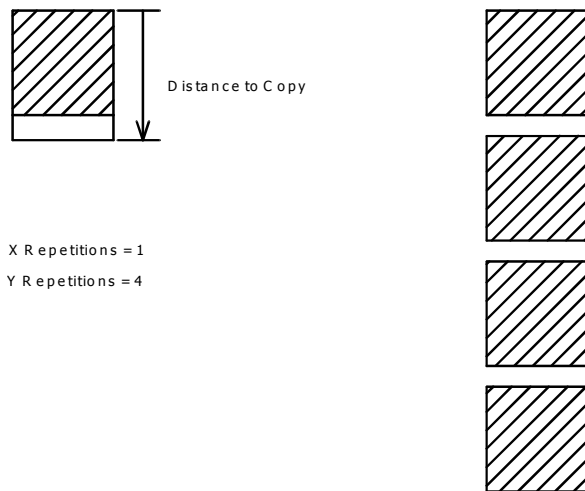 Distance to Copy
X Repetitions = 1
Y Repetitions = 4